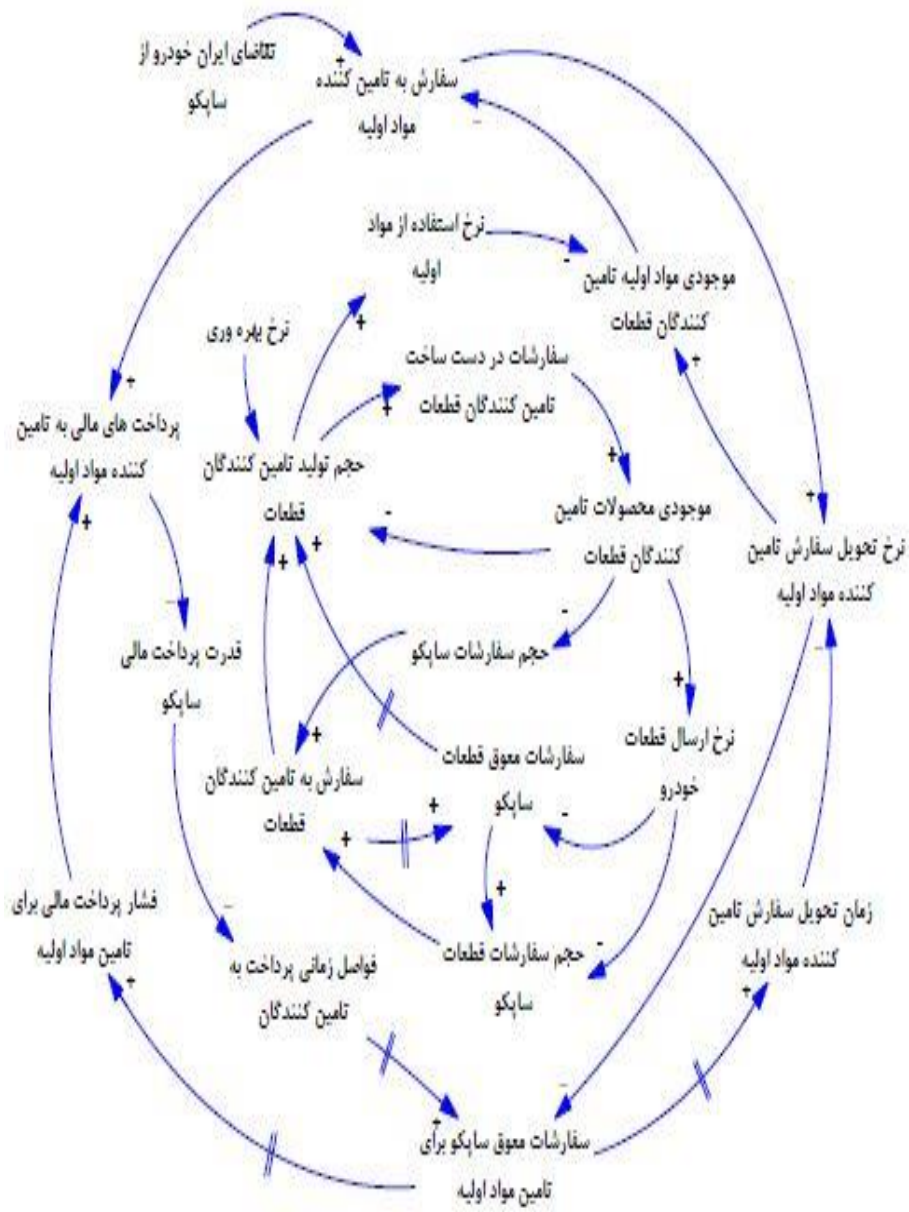 تقاضای ایران خودرو از
ساپکو
سفارش به تامین کننده
مواد اولیه
نرخ استفاده از مواد
اولیه
موجودی مواد اولیه تامین
کنندگان قطعات
نرخ بهره وری
سفارشات در دست ساخت
تامین کنندگان قطعات
پرداخت های مالی به تامین
کننده مواد اولیه
حجم تولید تامین کنندگان
قطعات
موجودی محصولات تامین
کنندگان قطعات
نرخ تحویل سفارش تامین
کننده مواد اولیه
قدرت پرداخت مالی
ساپکو
حجم سفارشات ساپکو
نرخ ارسال قطعات
خودرو
سفارش به تامین کنندگان
قطعات
سفارشات معوق قطعات
ساپکو
فشار پرداخت مالی برای
تامین مواد اولیه
فواصل زمانی پرداخت به
تامین کنندگان
حجم سفارشات قطعات
ساپکو
زمان تحویل سفارش تامین
کننده مواد اولیه
سفارشات معوق ساپکو برای
تامین مواد اولیه